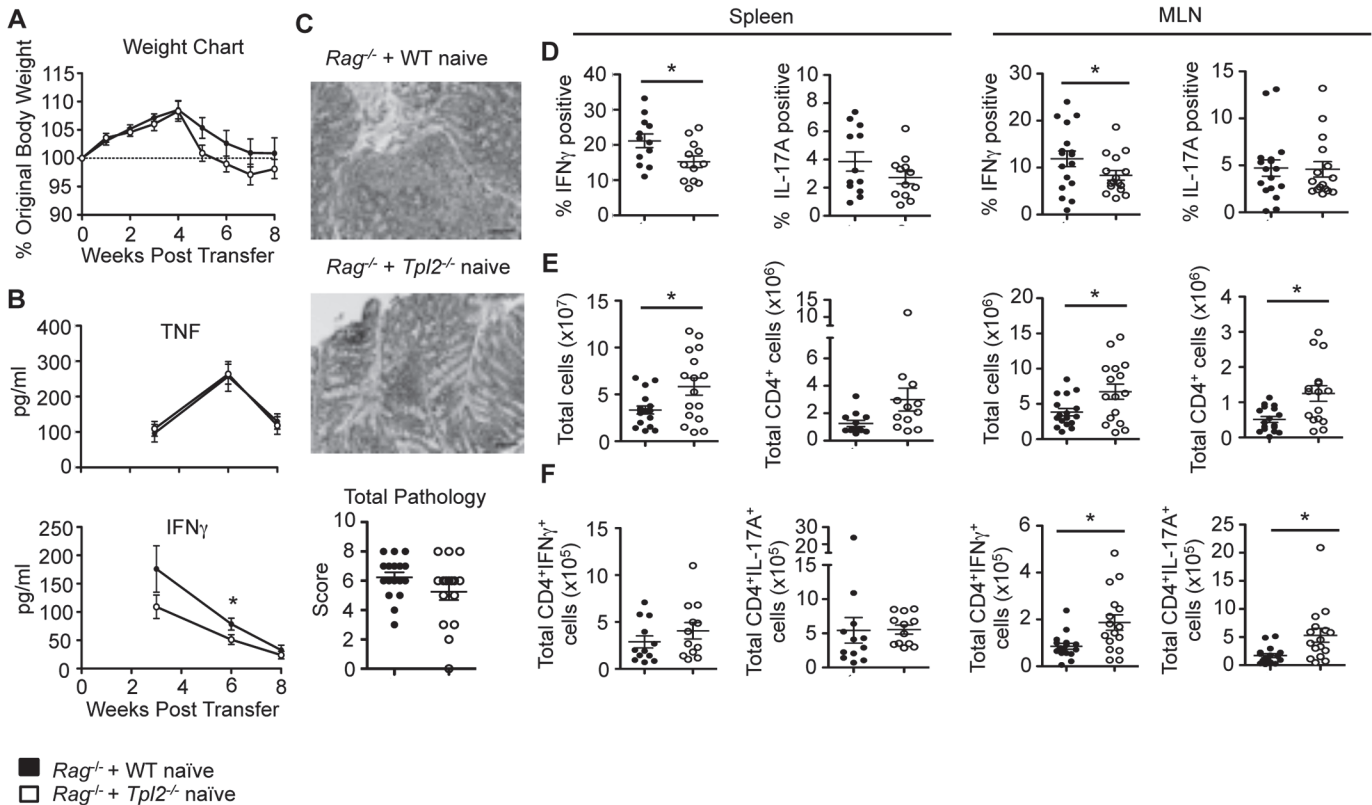 A
Weight Chart
% Original Body Weight
115
110
105
100
95
90
0
2
4
6
8
Weeks Post Transfer
B
TNF
pg/ml
400
300
200
100
0
0
2
4
6
8
IFNγ
pg/ml
250
200
150
100
50
0
*
0
2
4
6
8
Weeks Post Transfer
Rag-/- + WT naïve
Rag-/- + Tpl2-/- naïve
C
Rag-/- + WT naive
Rag-/- + Tpl2-/- naive
Total Pathology
Score
10
8
6
4
2
0
Spleen
MLN
D
% IFNγ positive
40
30
20
10
0
*
% IL-17A positive
10
8
6
4
2
0
% IFNγ positive
30
20
10
0
*
% IL-17A positive
15
10
5
0
E
Total cells (x10⁷)
15
10
5
0
*
Total CD4⁺ cells (x10⁶)
15
10
6
4
2
0
Total cells (x10⁶)
20
15
10
5
0
*
Total CD4⁺ cells (x10⁶)
4
3
2
1
0
*
F
Total CD4⁺IFNγ⁺
cells (x10⁵)
15
10
5
0
Total CD4⁺IL-17A⁺
cells (x10⁵)
30
20
10
5
0
Total CD4⁺IFNγ⁺
cells (x10⁵)
6
4
2
0
*
Total CD4⁺IL-17A⁺
cells (x10⁵)
25
20
15
10
5
0
*